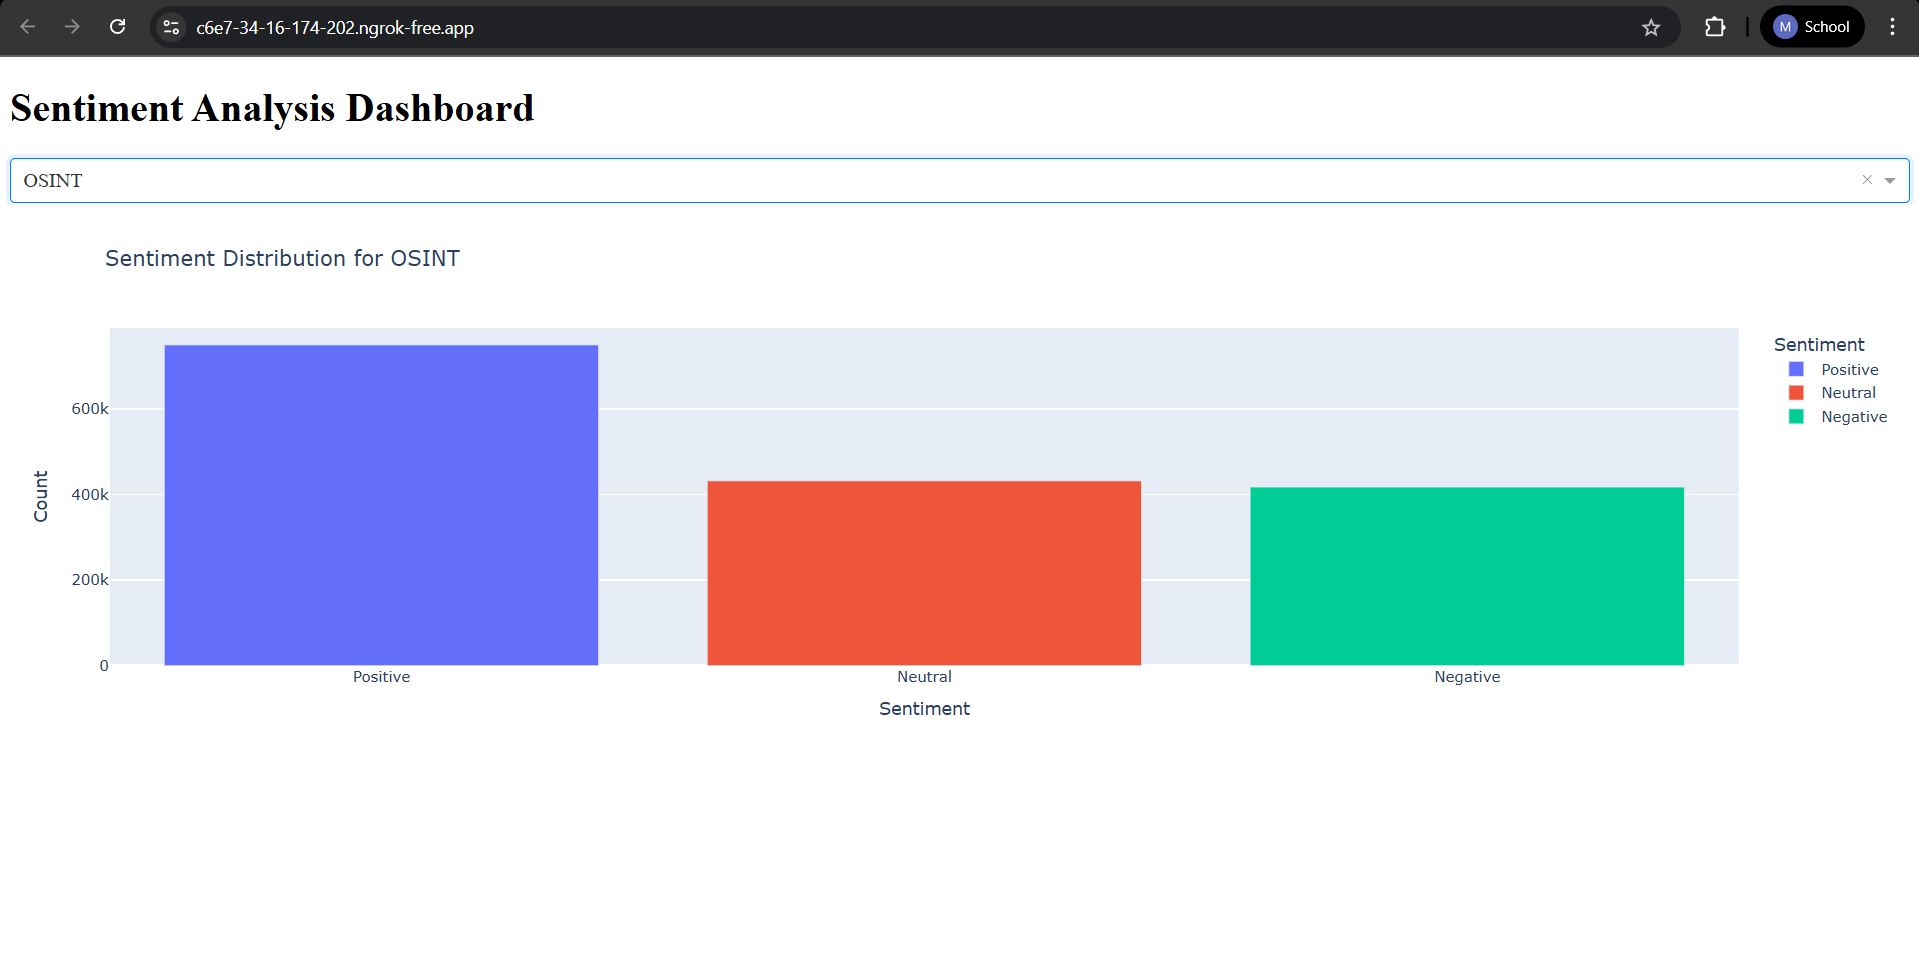 c6e7-34-16-174-202.ngrok-free.app
M School
Sentiment Analysis Dashboard
OSINT
Sentiment Distribution for OSINT
Sentiment
Positive
Neutral
Negative
Count
600k
400k
200k
0
Positive Neutral Negative
Sentiment